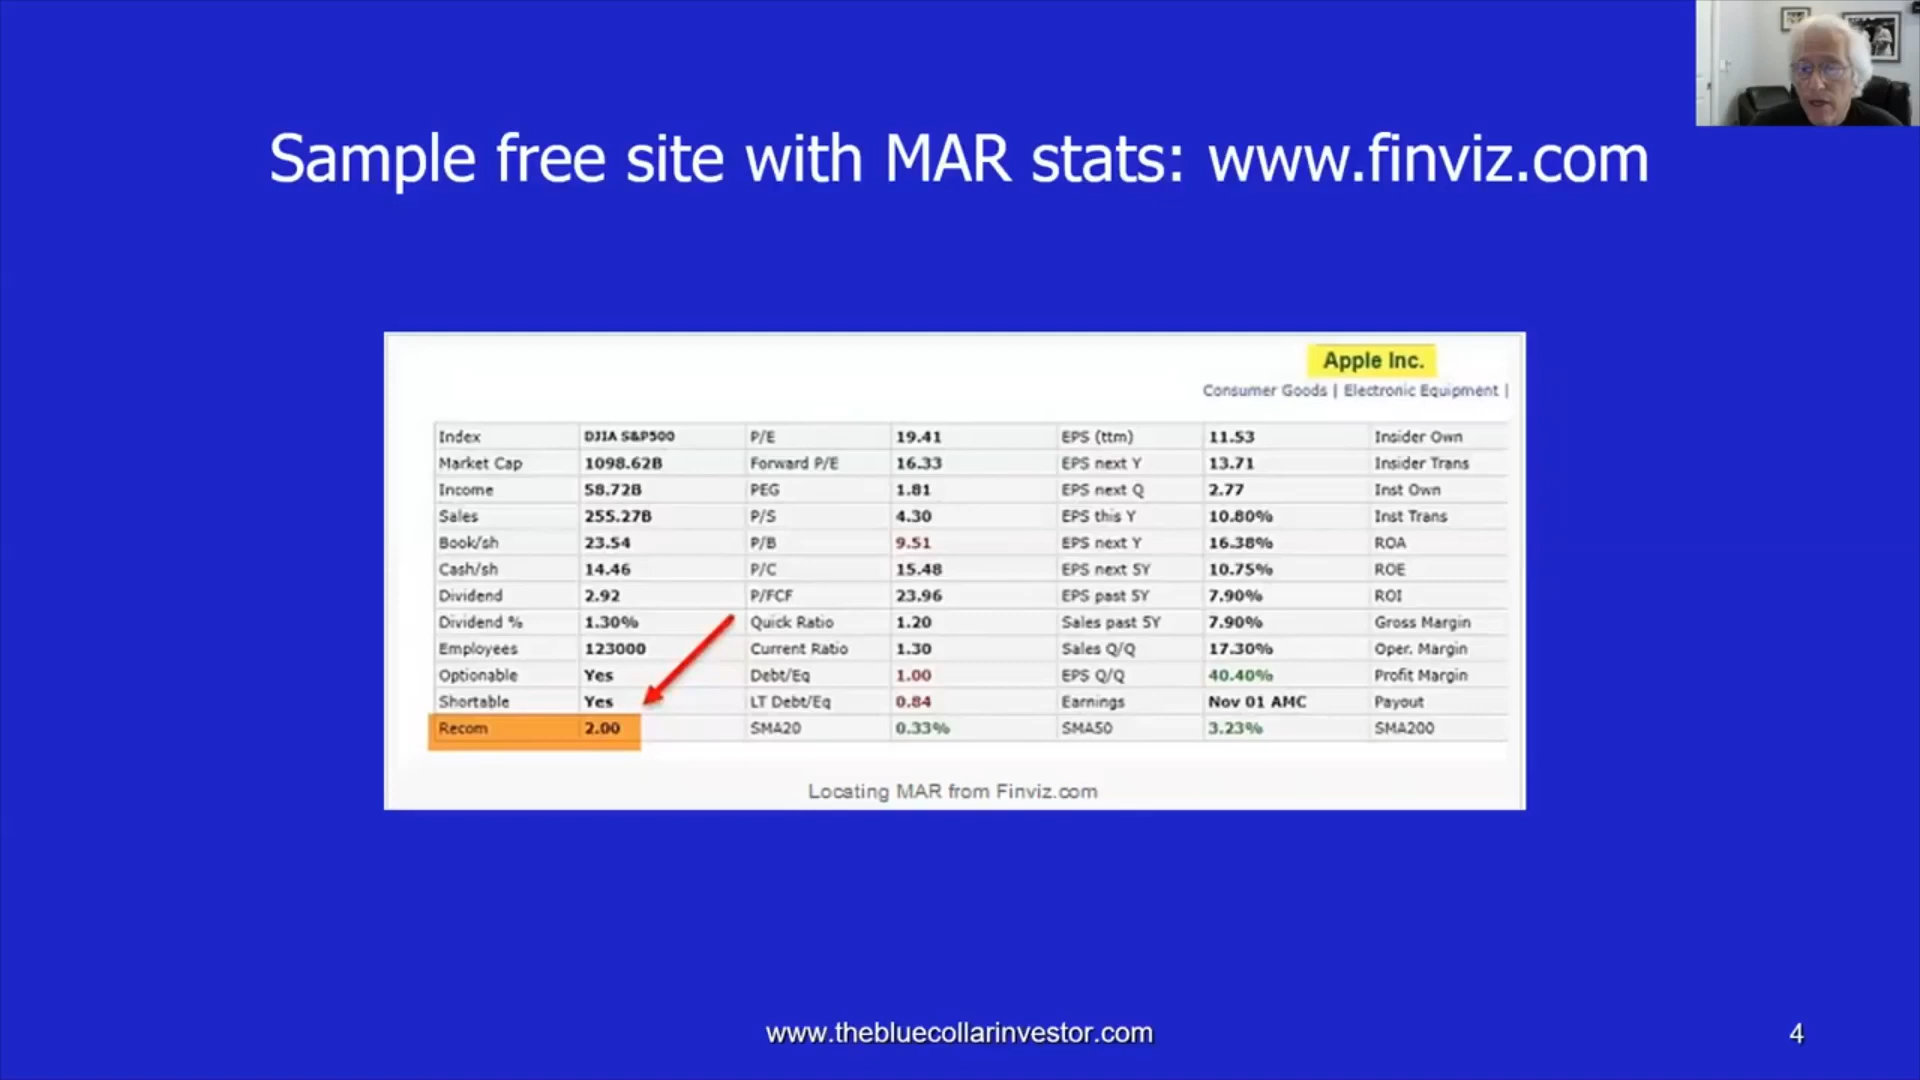 Sample free site with MAR stats: www.finviz.com
Apple Inc.
Consumer Goods | Electronic Equipment |
Index DJIA S&P500 P/E 19.41 EPS (ttm) 11.53 Insider Own
Market Cap 1098.62B Forward P/E 16.33 EPS next Y 13.71 Insider Trans
Income 58.72B PEG 1.81 EPS next Q 2.77 Inst Own
Sales 255.27B P/S 4.30 EPS this Y 10.80% Inst Trans
Book/sh 23.54 P/B 9.51 EPS next Y 16.38% ROA
Cash/sh 14.46 P/C 15.48 EPS next 5Y 10.75% ROE
Dividend 2.92 P/FCF 23.96 EPS past 5Y 7.90% ROI
Dividend % 1.30% Quick Ratio 1.20 Sales past 5Y 7.90% Gross Margin
Employees 123000 Current Ratio 1.30 Sales Q/Q 17.30% Oper. Margin
Optionable Yes Debt/Eq 1.00 EPS Q/Q 40.40% Profit Margin
Shortable Yes LT Debt/Eq 0.84 Earnings Nov 01 AMC Payout
Recom 2.00 SMA20 0.33% SMA50 3.23% SMA200
Locating MAR from Finviz.com
www.thebluecollarinvestor.com
4